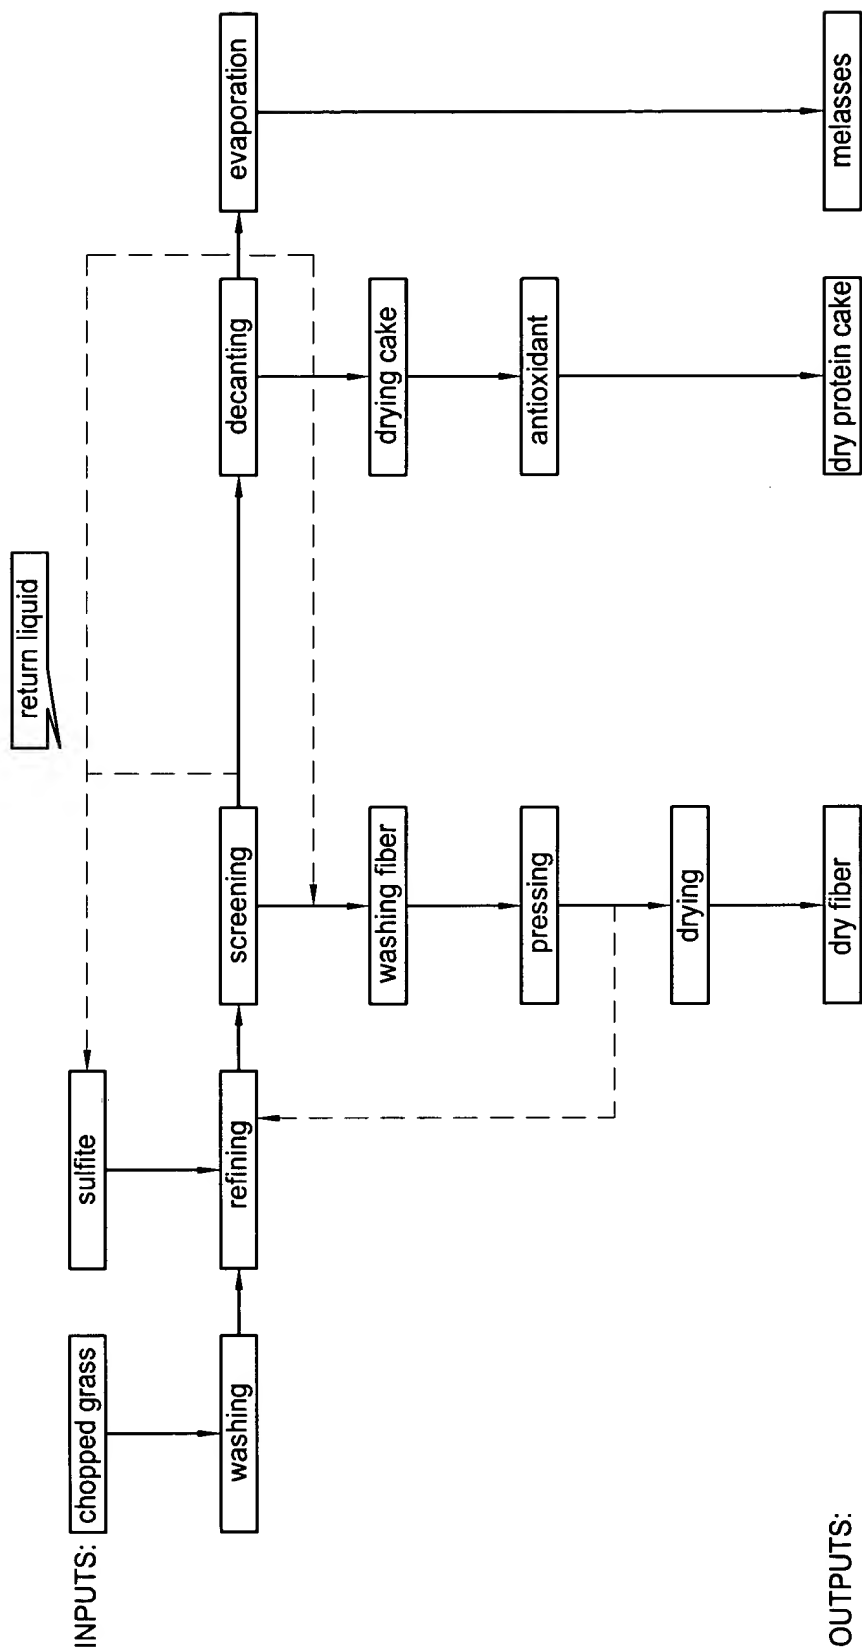 return liquid
INPUTS:
chopped grass
sulfite
washing
refining
screening
decanting
evaporation
washing fiber
drying cake
pressing
antioxidant
drying
OUTPUTS:
dry fiber
dry protein cake
melasses